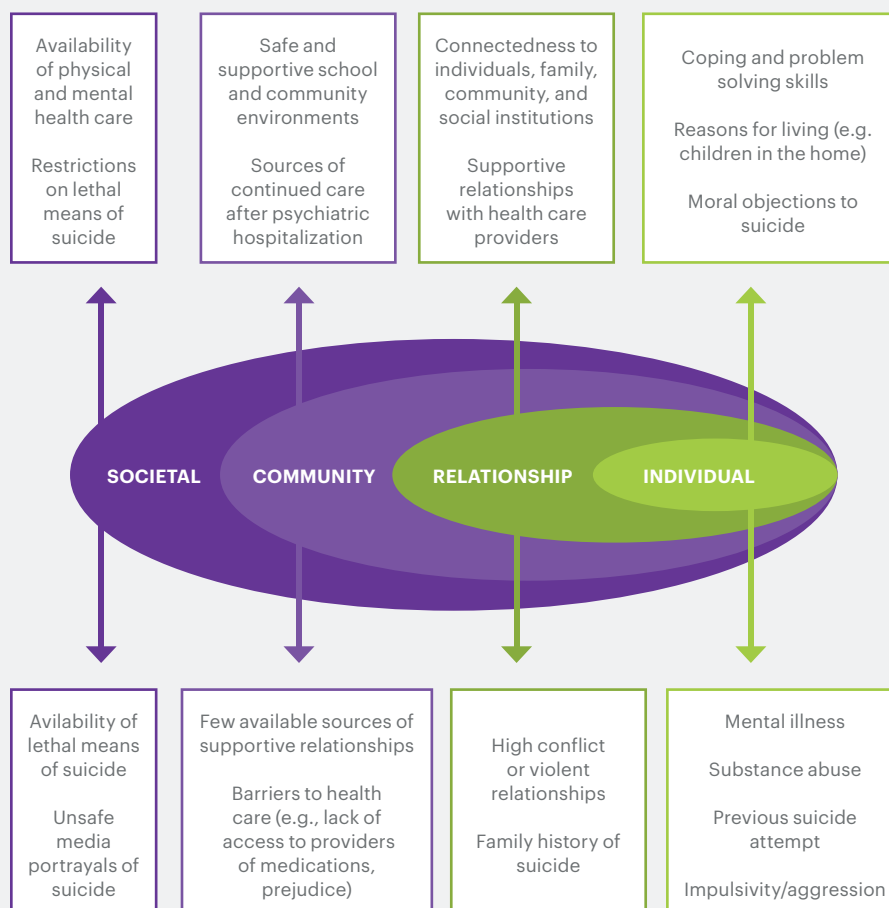 Availability
of physical
and mental
health care
Restrictions
on lethal
means of
suicide
Safe and
supportive school
and community
environments
Sources of
continued care
after psychiatric
hospitalization
Connectedness to
individuals, family,
community, and
social institutions
Supportive
relationships
with health care
providers
Coping and problem
solving skills
Reasons for living (e.g.
children in the home)
Moral objections to
suicide
SOCIETAL
COMMUNITY
RELATIONSHIP
INDIVIDUAL
Avilability of
lethal means
of suicide
Unsafe
media
portrayals of
suicide
Few available sources of
supportive relationships
Barriers to health
care (e.g., lack of
access to providers
of medications,
prejudice)
High conflict
or violent
relationships
Family history of
suicide
Mental illness
Substance abuse
Previous suicide
attempt
Impulsivity/aggression